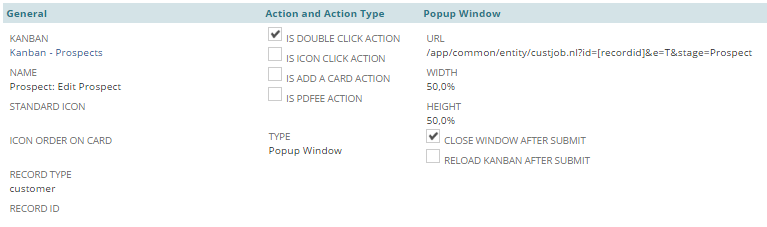 General
KANBAN
Kanban - Prospects
NAME
Prospect: Edit Prospect
STANDARD ICON
ICON ORDER ON CARD
RECORD TYPE
customer
RECORD ID
Action and Action Type
IS DOUBLE CLICK ACTION
IS ICON CLICK ACTION
IS ADD A CARD ACTION
IS PDFEE ACTION
TYPE
Popup Window
Popup Window
URL
/app/common/entity/custjob.nl?id=[recordid]&e=T&stage=Prospect
WIDTH
50,0%
HEIGHT
50,0%
CLOSE WINDOW AFTER SUBMIT
RELOAD KANBAN AFTER SUBMIT